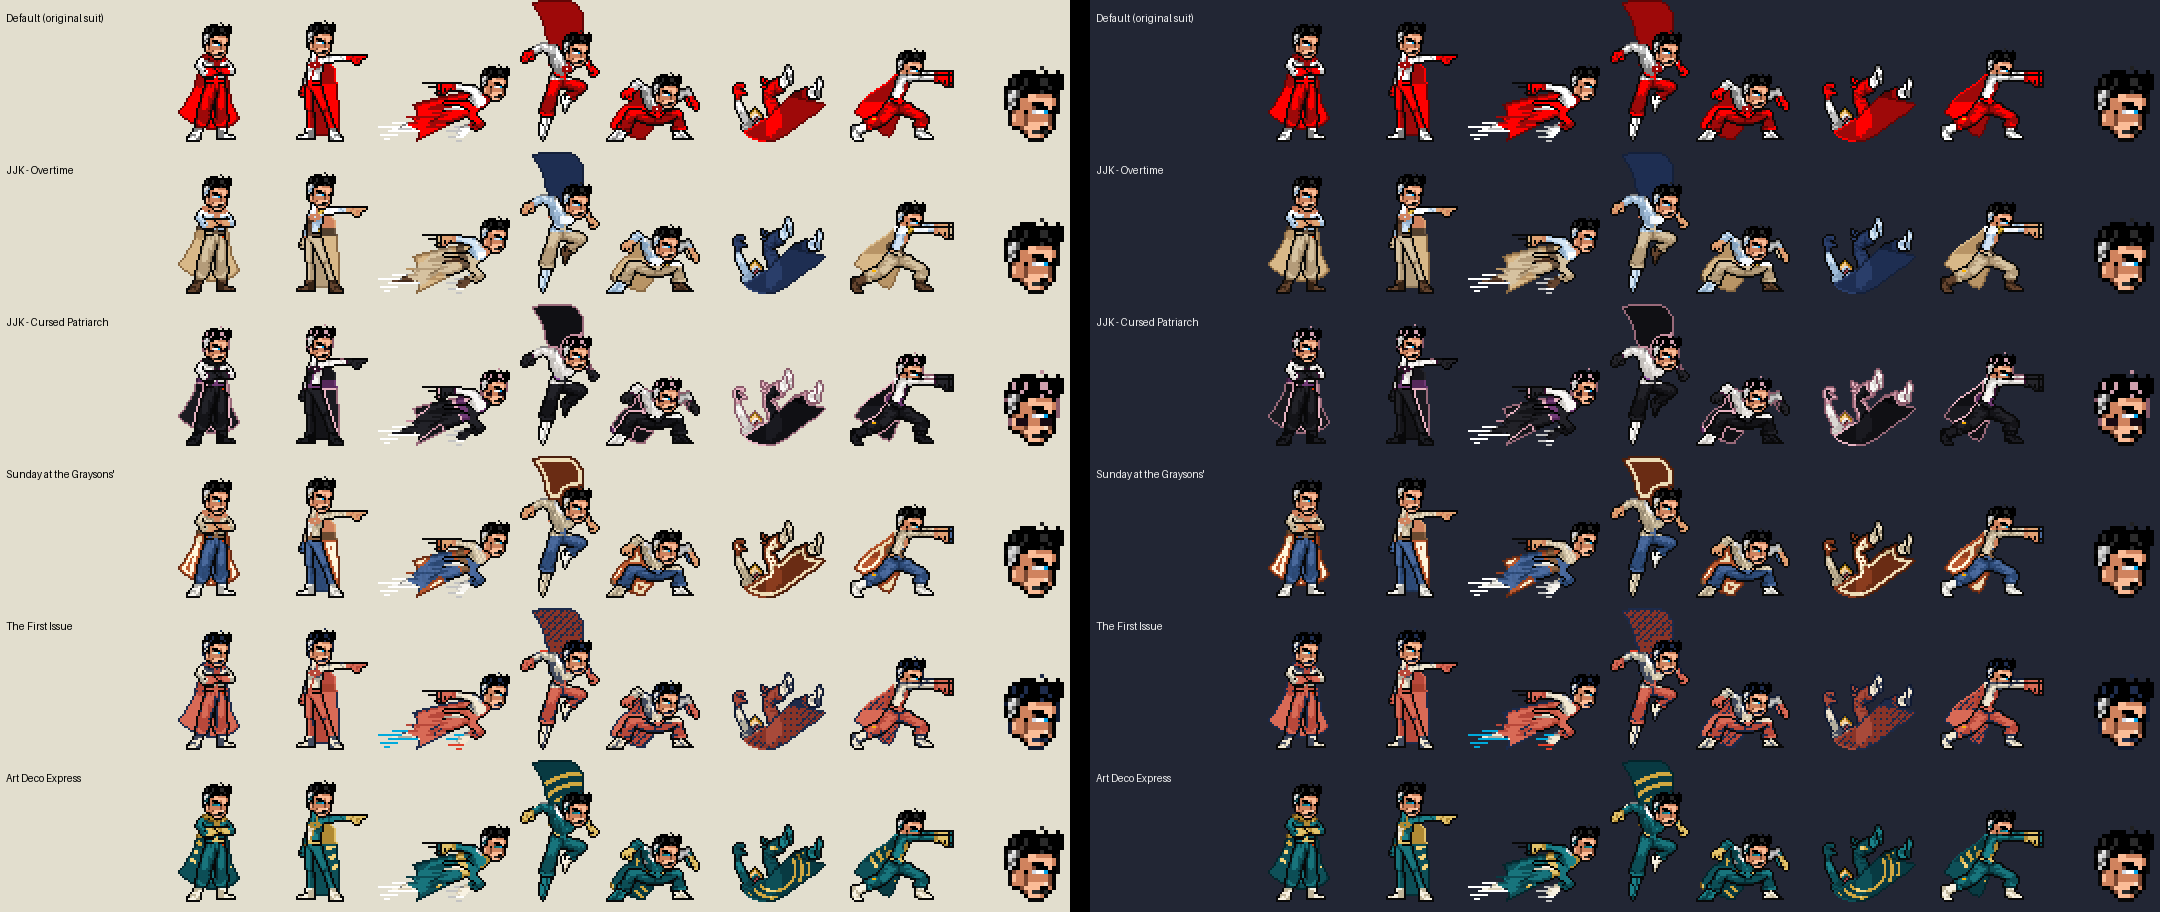 Default (original suit)
Default (original suit)
JJK - Overtime
JJK - Overtime
JJK - Cursed Patriarch
JJK - Cursed Patriarch
Sunday at the Graysons'
Sunday at the Graysons'
The First Issue
The First Issue
Art Deco Express
Art Deco Express